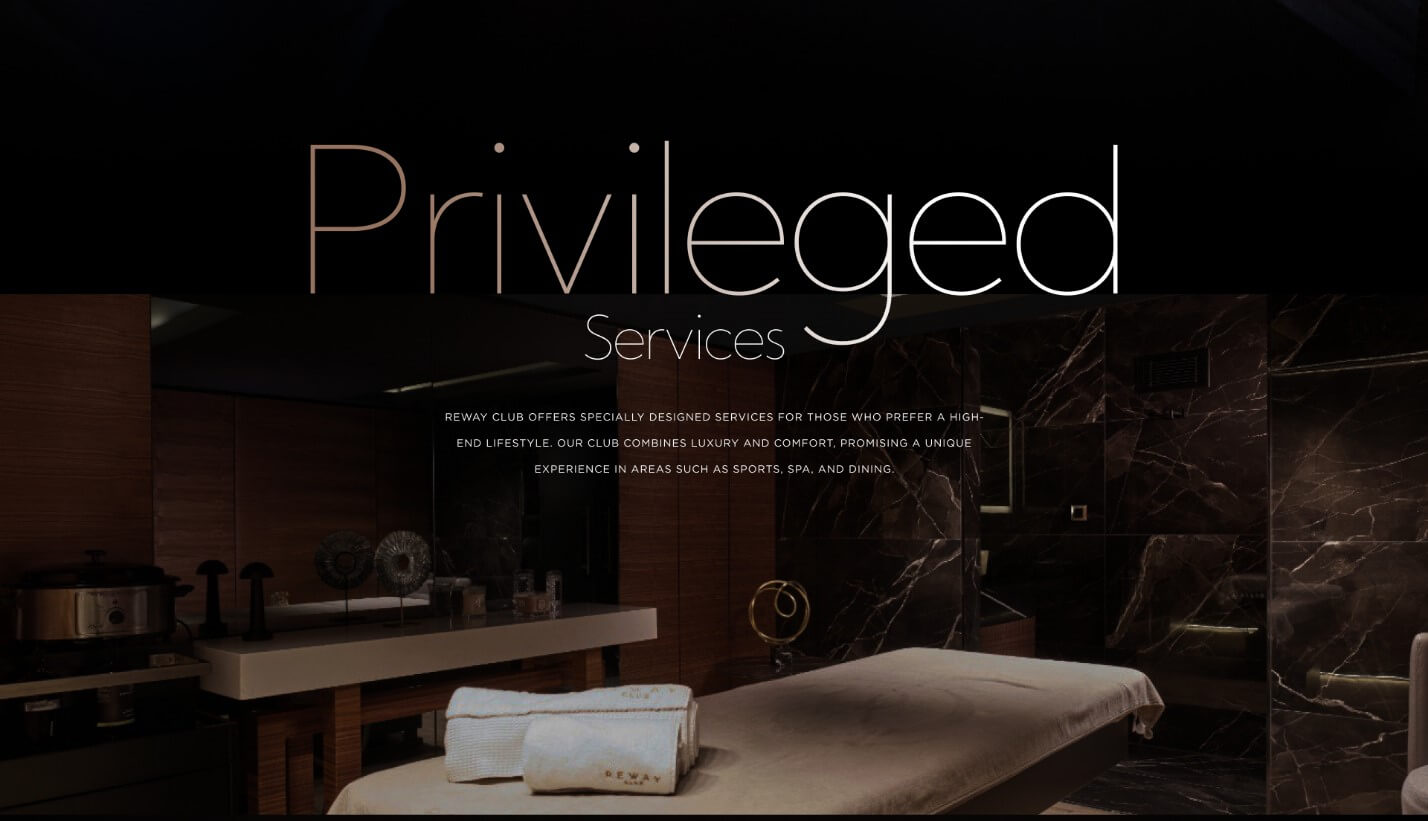 Privileged
Services
REWAY CLUB OFFERS SPECIALLY DESIGNED SERVICES FOR THOSE WHO PREFER A HIGH-
END LIFESTYLE. OUR CLUB COMBINES LUXURY AND COMFORT, PROMISING A UNIQUE
EXPERIENCE IN AREAS SUCH AS SPORTS, SPA, AND DINING.
REWAY
CLUB